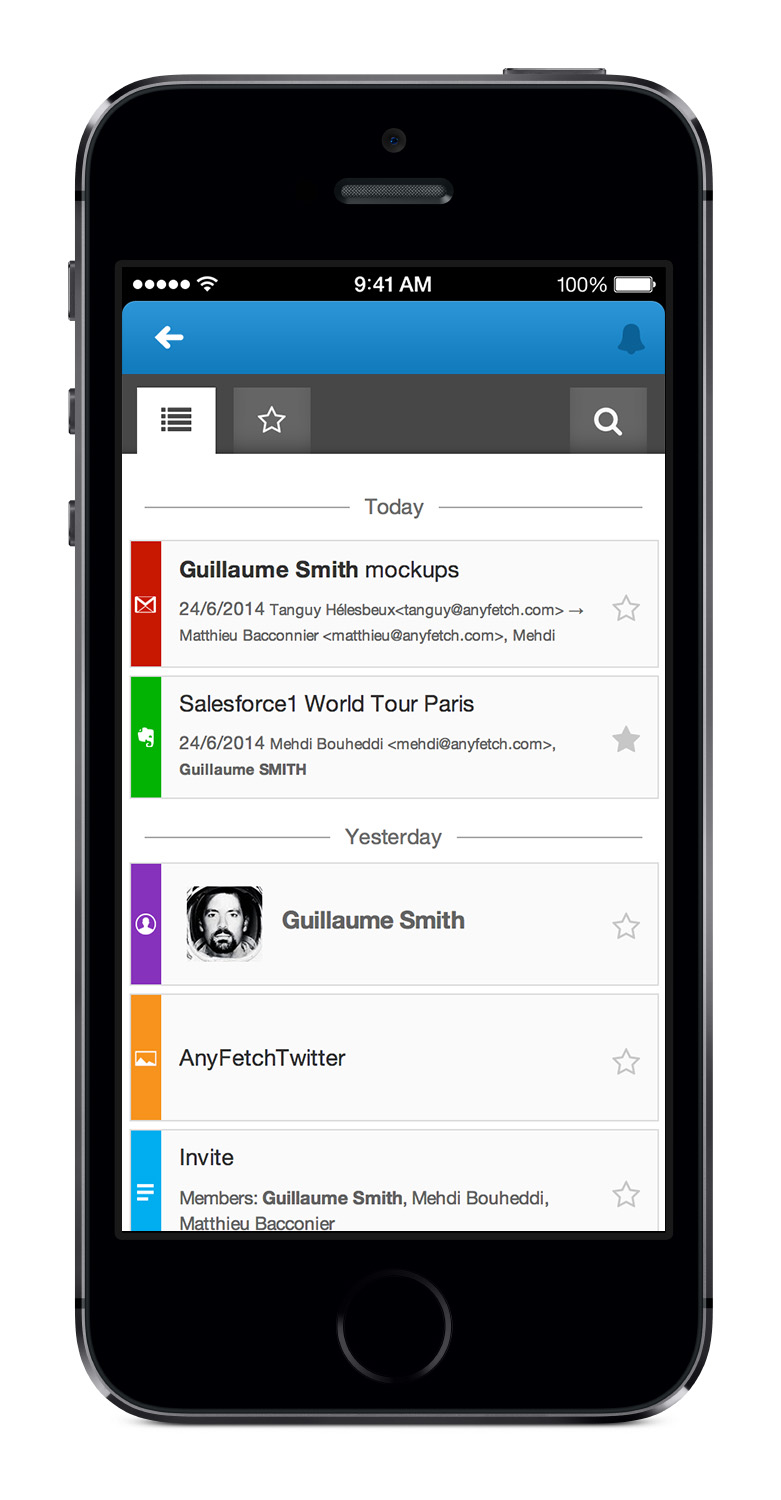 9:41 AM 100%
Today
Guillaume Smith mockups
24/6/2014 Tanguy Hélesbeux<tanguy@anyfetch.com> →
Matthieu Bacconnier <matthieu@anyfetch.com>, Mehdi
Salesforce1 World Tour Paris
24/6/2014 Mehdi Bouheddi <mehdi@anyfetch.com>,
Guillaume SMITH
Yesterday
Guillaume Smith
AnyFetchTwitter
Invite
Members: Guillaume Smith, Mehdi Bouheddi,
Matthieu Bacconier